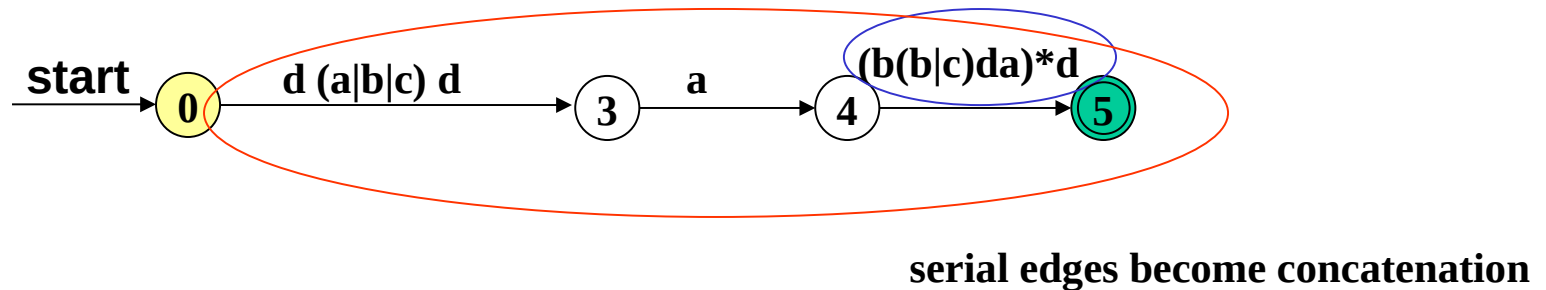 start
0
d (a|b|c) d
3
a
4
(b(b|c)da)*d
5
serial edges become concatenation